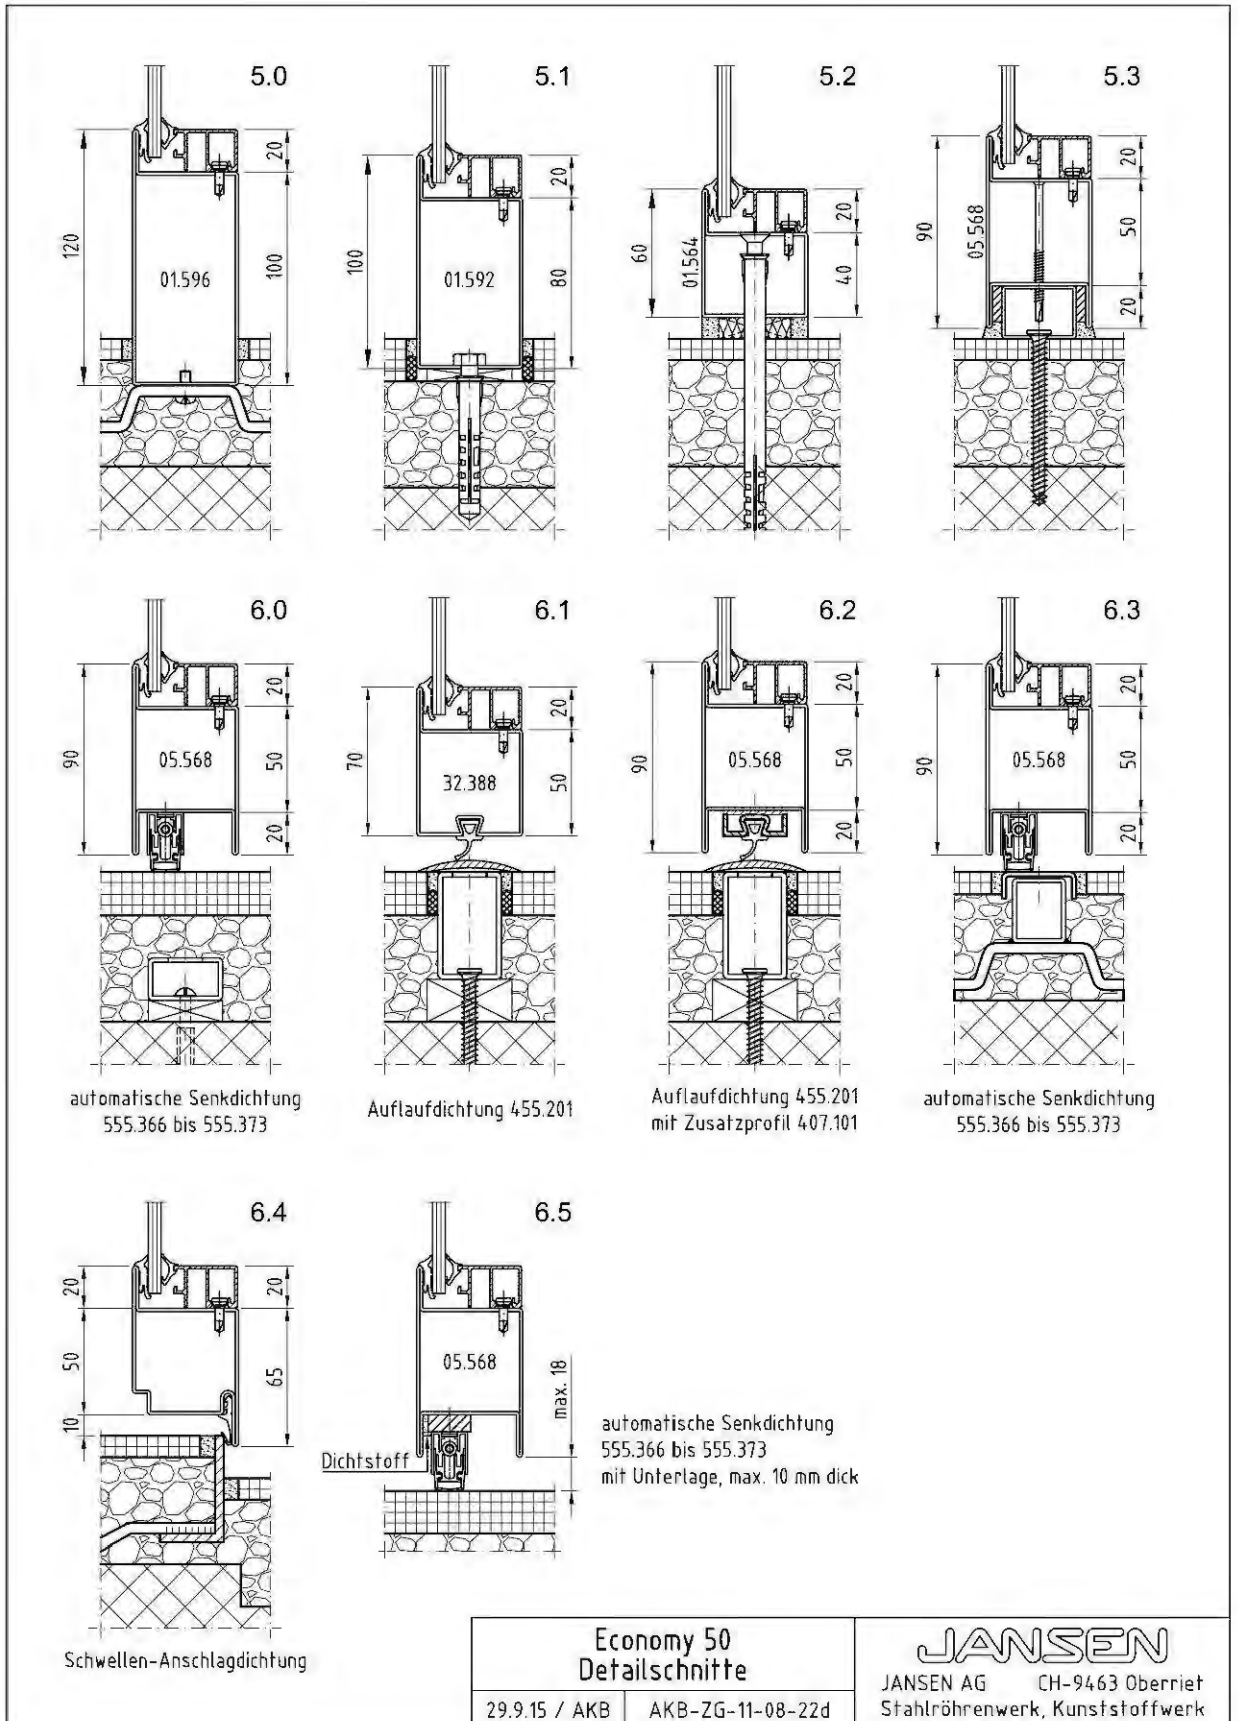 5.0
120
20
100
01.596
5.1
100
20
80
01.592
5.2
60
01.564
20
40
5.3
90
05.568
20
50
20
6.0
90
20
50
20
05.568
automatische Senkdichtung
555.366 bis 555.373
6.1
70
20
50
32.388
Auflaufdichtung 455.201
6.2
90
20
50
20
05.568
Auflaufdichtung 455.201
mit Zusatzprofil 407.101
6.3
90
20
50
20
05.568
automatische Senkdichtung
555.366 bis 555.373
6.4
20
50
10
20
65
Schwellen-Anschlagdichtung
6.5
05.568
max. 18
Dichtstoff
automatische Senkdichtung
555.366 bis 555.373
mit Unterlage, max. 10 mm dick
Economy 50
Detailschnitte
29.9.15 / AKB
AKB-ZG-11-08-22d
JANSEN
JANSEN AG CH-9463 Oberriet
Stahlröhrenwerk, Kunststoffwerk